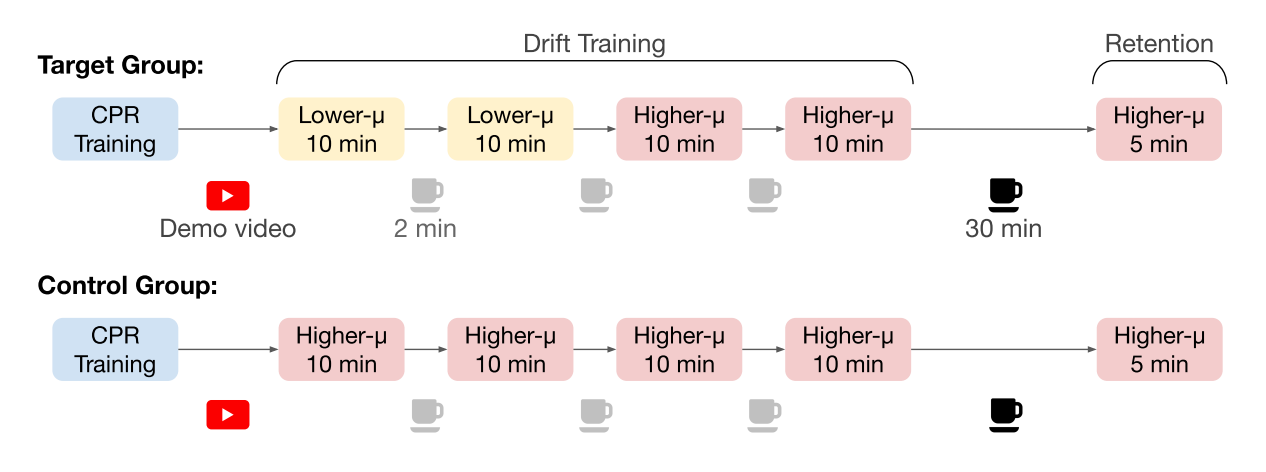 Drift Training
Retention
Target Group:
CPR
Training
Lower-μ
10 min
Lower-μ
10 min
Higher-μ
10 min
Higher-μ
10 min
Higher-μ
5 min
Demo video
2 min
30 min
Control Group:
CPR
Training
Higher-μ
10 min
Higher-μ
10 min
Higher-μ
10 min
Higher-μ
10 min
Higher-μ
5 min